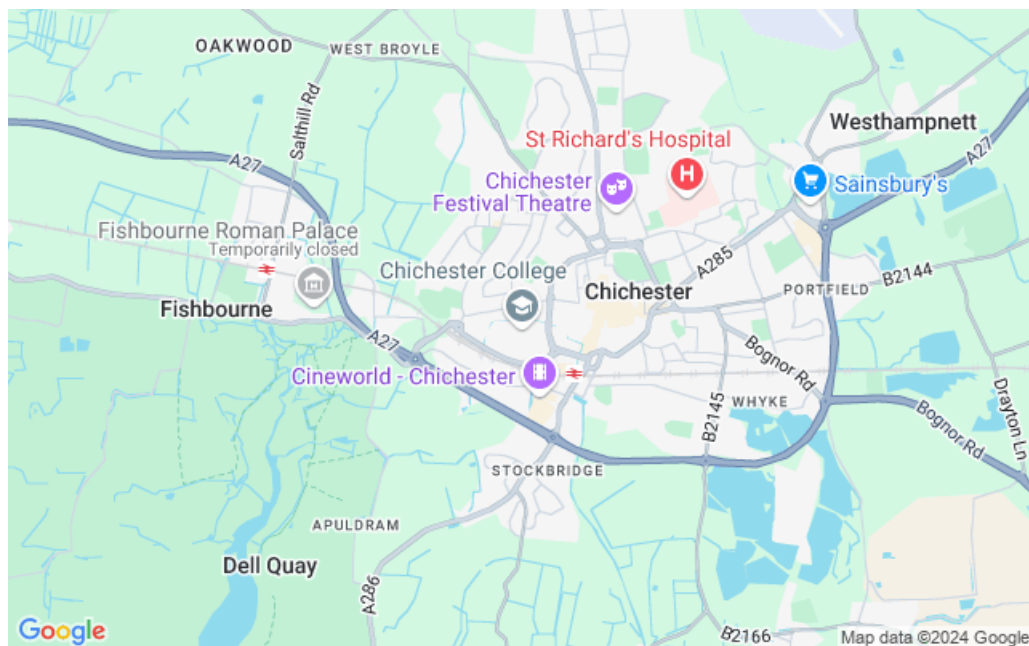 OAKWOOD
WEST BROYLE
Salthill Rd
A27
Westhampnett
A27
St Richard's Hospital
H
Chichester
Festival Theatre
Sainsbury's
Fishbourne Roman Palace
Temporarily closed
A285
B2144
Chichester College
Chichester
PORTFIELD
Fishbourne
A27
Cineworld - Chichester
Bognor Rd
WHYKE
B2145
Bognor Rd
Drayton Ln
STOCKBRIDGE
APULDRAM
Dell Quay
A286
B2166
Google
Map data ©2024 Google